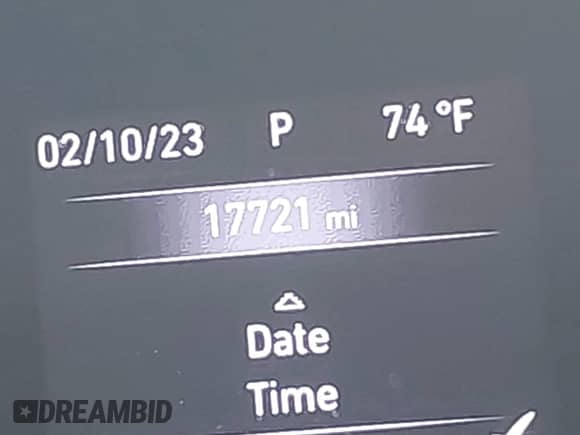 02/10/23 P 74 °F
17721 mi
Date
Time
DREAMBID